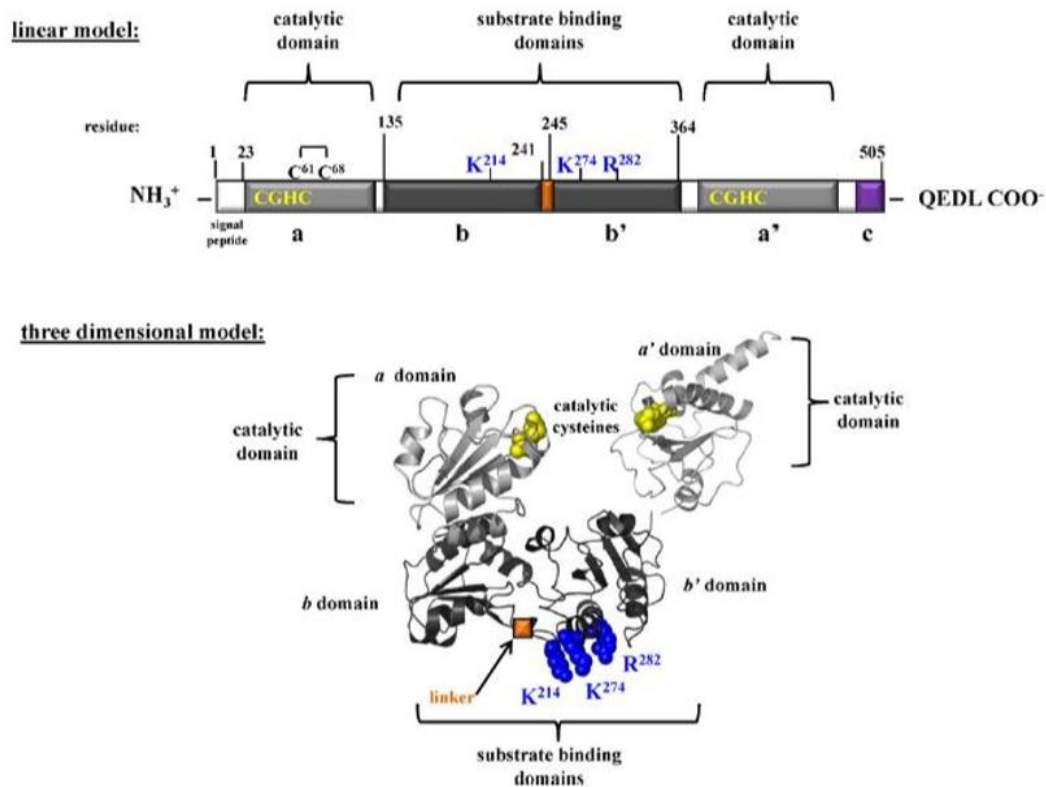 linear model:
catalytic domain
substrate binding domains
catalytic domain
residue:
1 23 135 241 245 364 505
C61 C68 K214 K274 R282
NH3+ – CGHC CGHC – QEDL COO-
signal peptide
a b b' a' c
three dimensional model:
a domain
a' domain
catalytic domain
catalytic cysteines
catalytic domain
b domain
b' domain
linker
K214 K274 R282
substrate binding domains